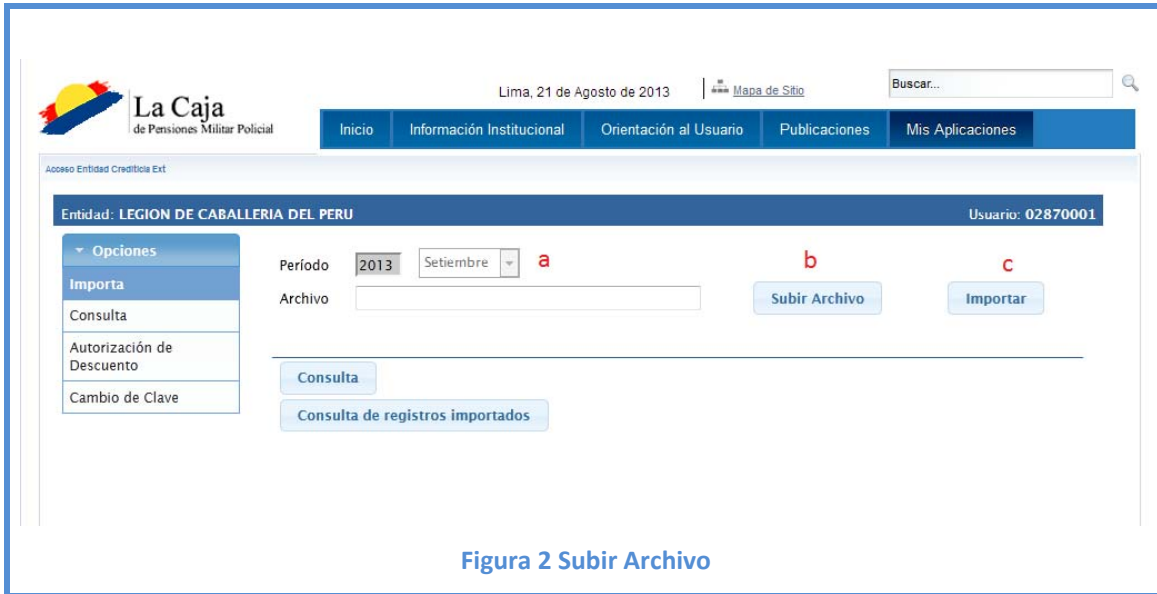 La Caja
de Pensiones Militar Policial
Lima, 21 de Agosto de 2013
Mapa de Sitio
Buscar...
Inicio
Información Institucional
Orientación al Usuario
Publicaciones
Mis Aplicaciones
Acceso Entidad Crediticia Ext
Entidad: LEGION DE CABALLERIA DEL PERU
Usuario: 02870001
Opciones
Importa
Consulta
Autorización de
Descuento
Cambio de Clave
Período 2013 Setiembre a
b
c
Archivo
Subir Archivo
Importar
Consulta
Consulta de registros importados
Figura 2 Subir Archivo